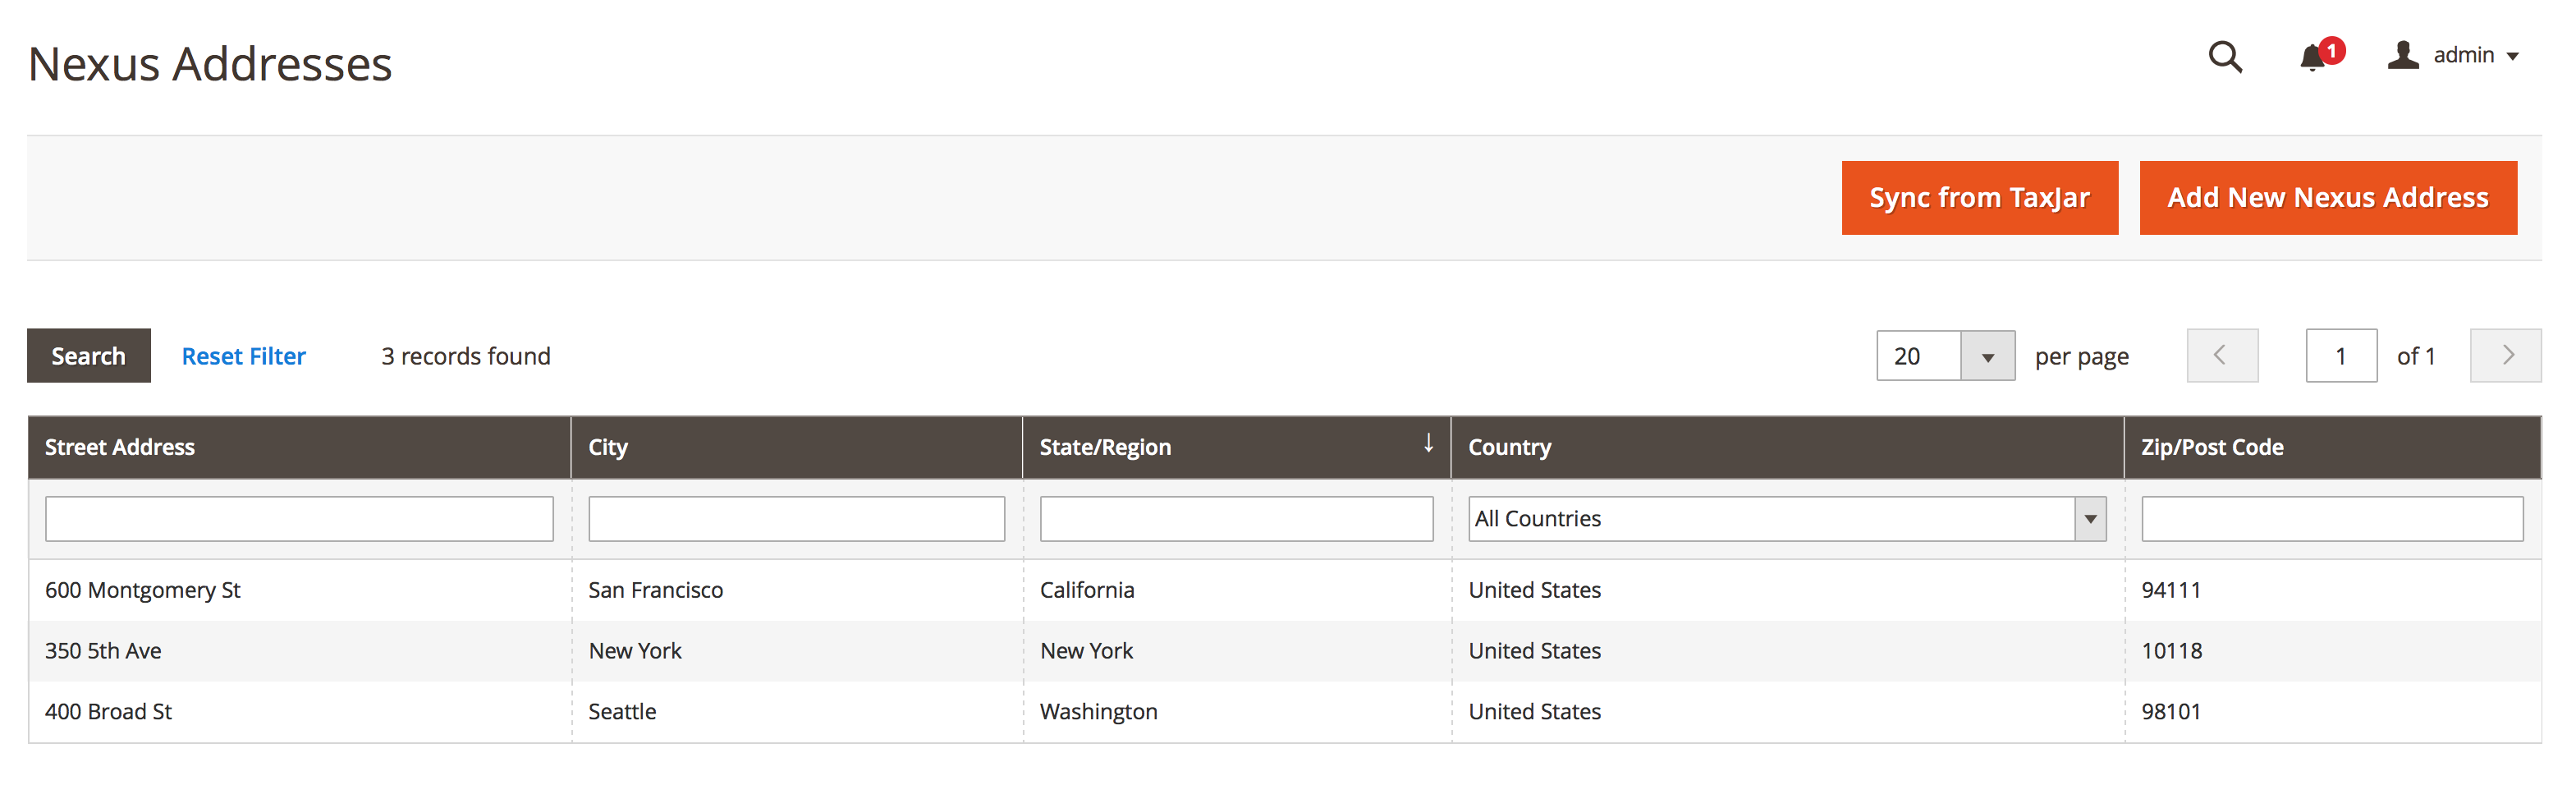 Nexus Addresses
1
admin
Sync from TaxJar
Add New Nexus Address
Search
Reset Filter
3 records found
20
per page
1
of 1
Street Address
City
State/Region
↓
Country
Zip/Post Code
All Countries
600 Montgomery St
San Francisco
California
United States
94111
350 5th Ave
New York
New York
United States
10118
400 Broad St
Seattle
Washington
United States
98101